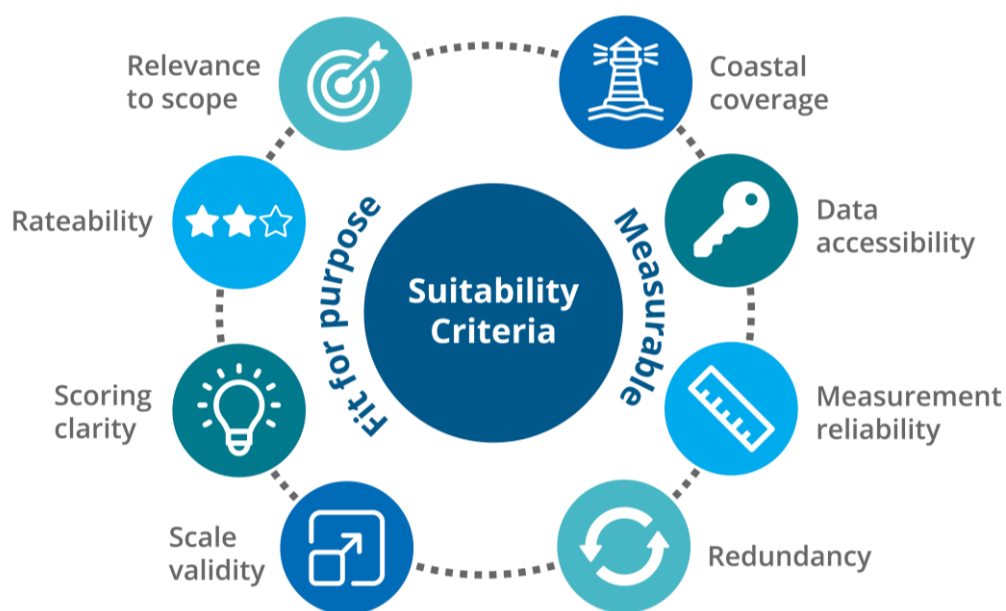 Relevance
to scope
Coastal
coverage
Rateability
Data
accessibility
Fit for purpose
Suitability
Criteria
Measurable
Scoring
clarity
Measurement
reliability
Scale
validity
Redundancy